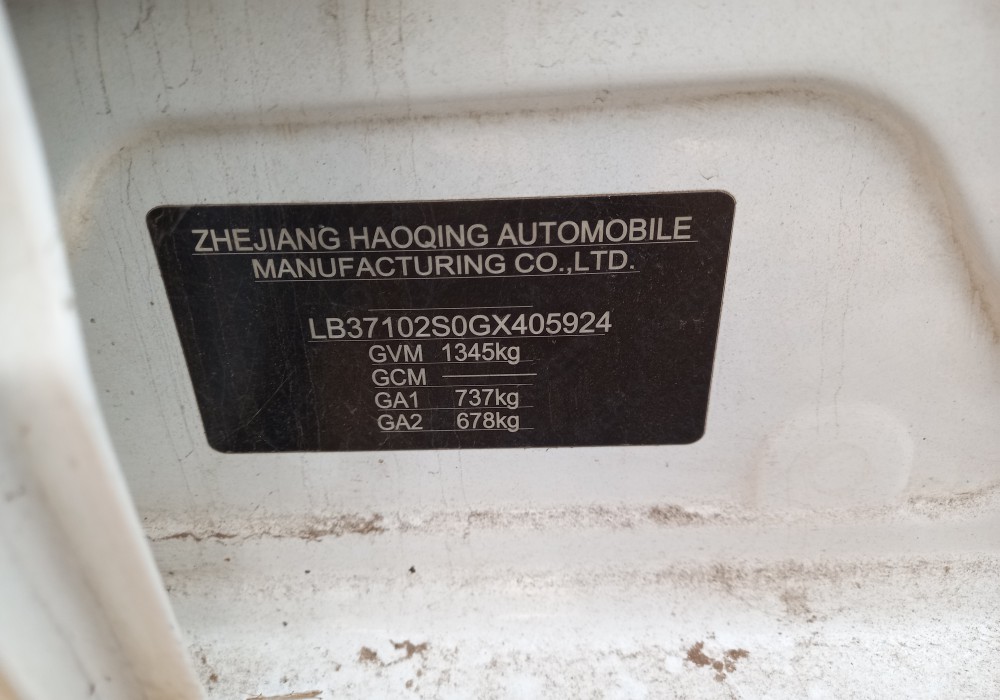 ZHEJIANG HAOQING AUTOMOBILE
MANUFACTURING CO.,LTD.
LB37102S0GX405924
GVM 1345kg
GCM
GA1 737kg
GA2 678kg